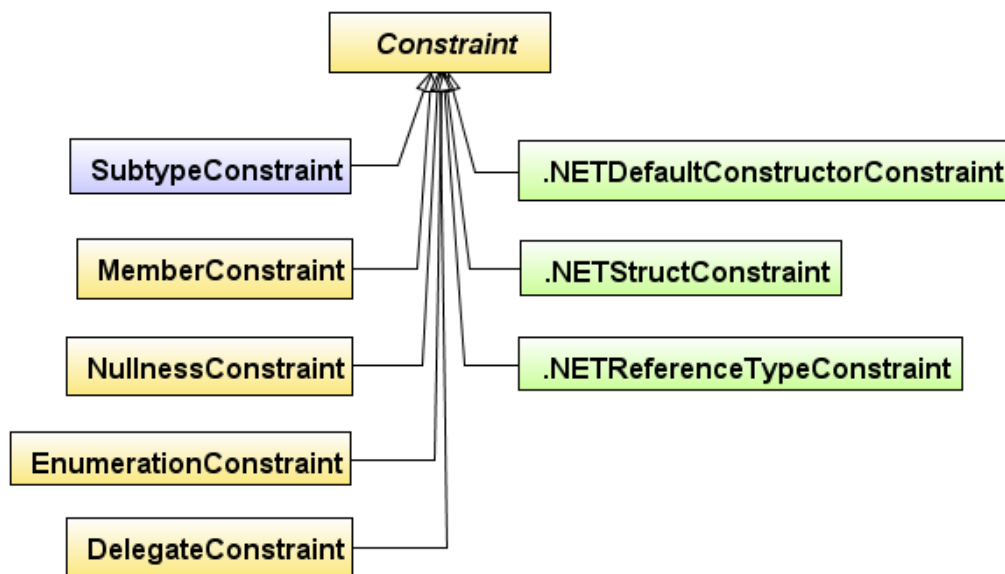 Constraint
SubtypeConstraint
.NETDefaultConstructorConstraint
MemberConstraint
.NETStructConstraint
NullnessConstraint
.NETReferenceTypeConstraint
EnumerationConstraint
DelegateConstraint